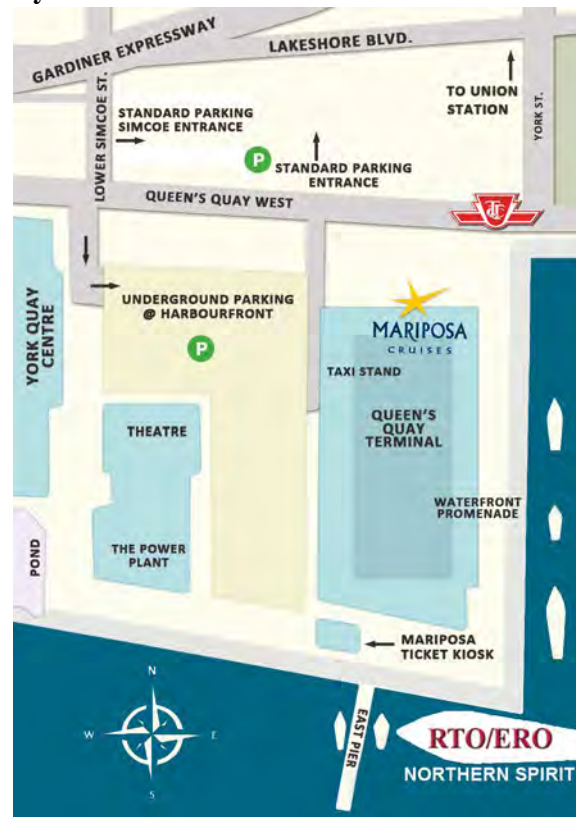 GARDINER EXPRESSWAY
LAKESHORE BLVD.
LOWER SIMCOE ST.
STANDARD PARKING
SIMCOE ENTRANCE
TO UNION
STATION
YORK ST.
P
STANDARD PARKING
ENTRANCE
QUEEN'S QUAY WEST
TTC
UNDERGROUND PARKING
@ HARBOURFRONT
P
YORK QUAY
CENTRE
MARIPOSA
CRUISES
TAXI STAND
THEATRE
QUEEN'S
QUAY
TERMINAL
WATERFRONT
PROMENADE
THE POWER
PLANT
POND
MARIPOSA
TICKET KIOSK
N
W
E
S
EAST PIER
RTO/ERO
NORTHERN SPIRIT